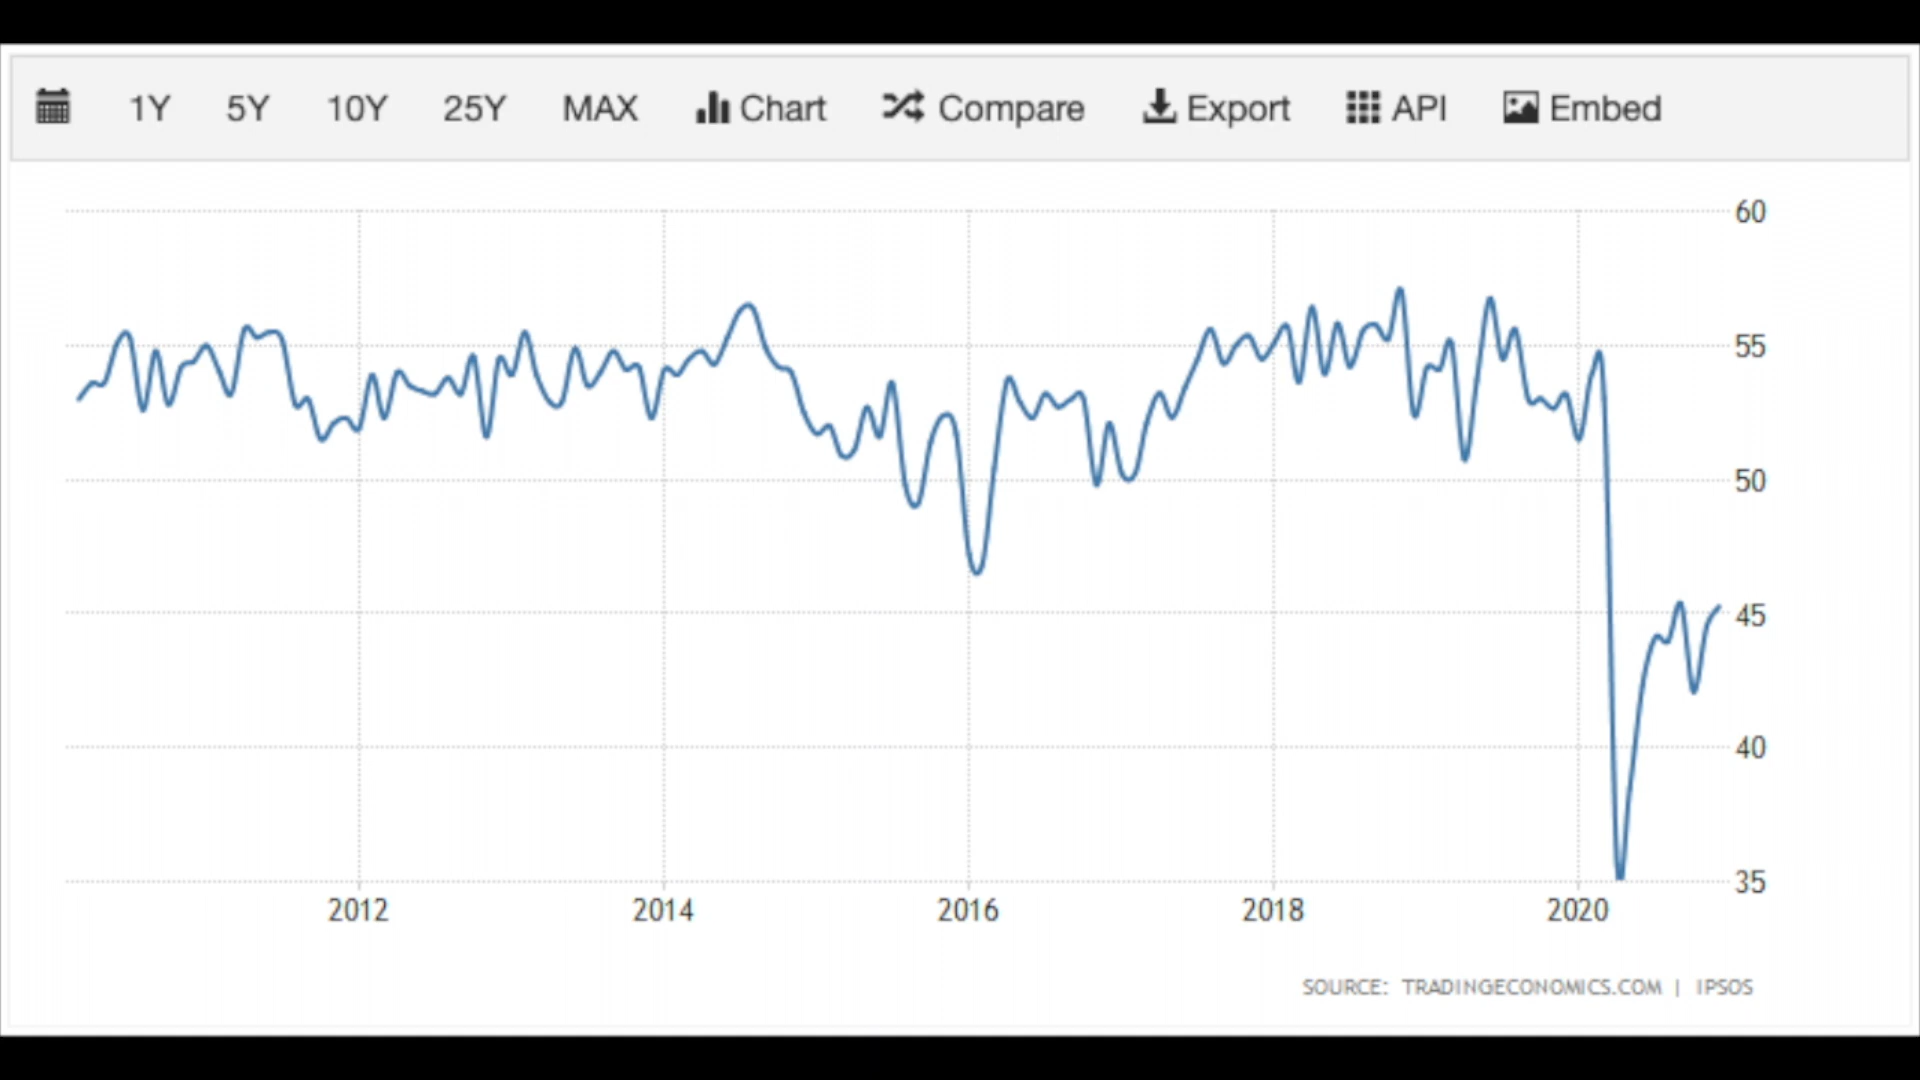 1Y 5Y 10Y 25Y MAX Chart Compare Export API Embed
60
55
50
45
40
35
2012 2014 2016 2018 2020
SOURCE: TRADINGECONOMICS.COM | IPSOS